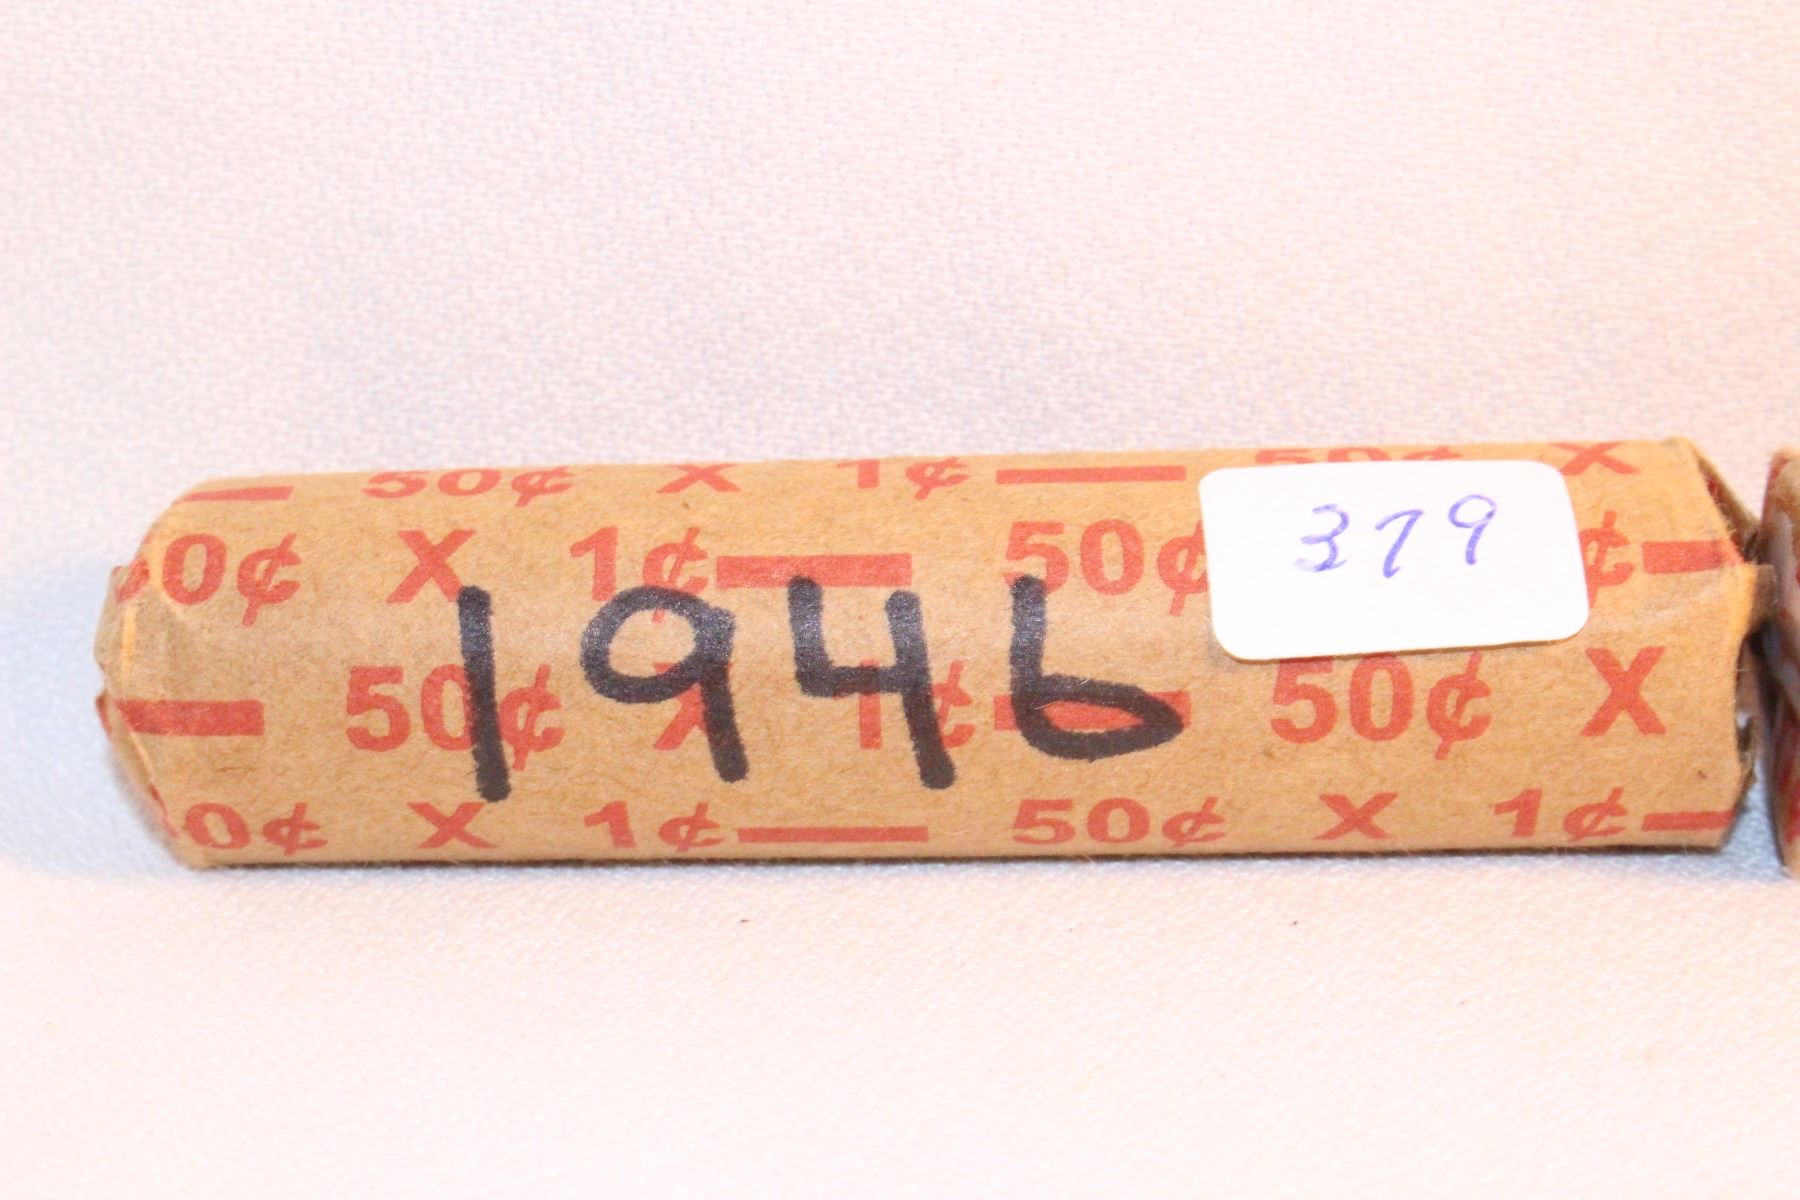 50¢ X 1¢ 50¢ X
0¢ X 1¢ 50¢ ¢
379
1946
50¢ X 1¢ 50¢ X
0¢ X 1¢ 50¢ X 1¢